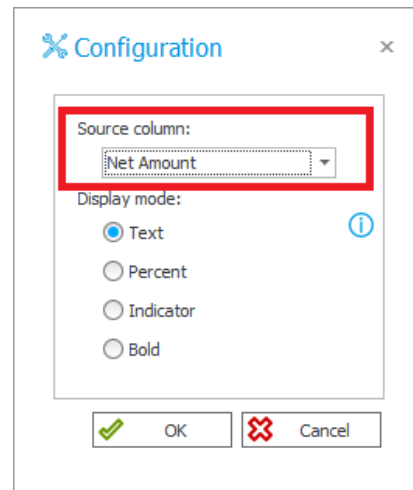 Configuration
Source column:
Net Amount
Display mode:
Text
Percent
Indicator
Bold
OK Cancel